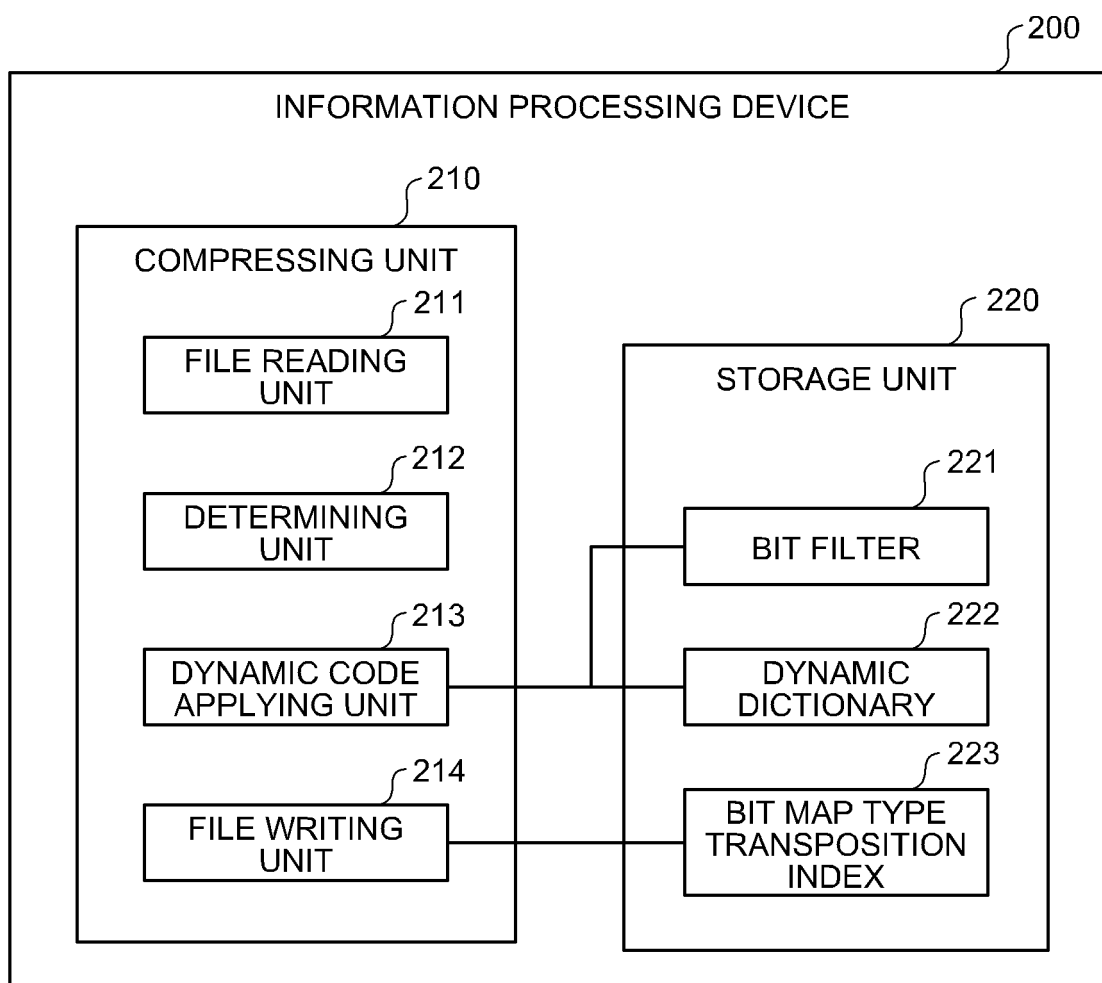 200
INFORMATION PROCESSING DEVICE
210
COMPRESSING UNIT
211
FILE READING
UNIT
212
DETERMINING
UNIT
213
DYNAMIC CODE
APPLYING UNIT
214
FILE WRITING
UNIT
220
STORAGE UNIT
221
BIT FILTER
222
DYNAMIC
DICTIONARY
223
BIT MAP TYPE
TRANSPOSITION
INDEX